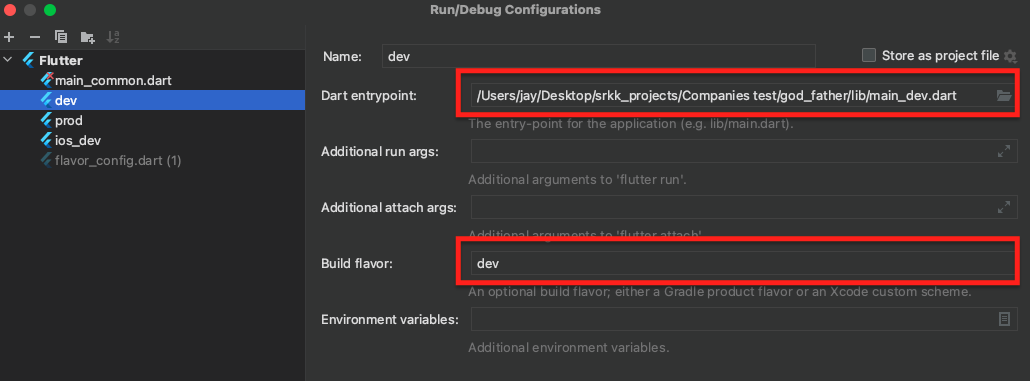 Run/Debug Configurations
Flutter
main_common.dart
dev
prod
ios_dev
flavor_config.dart (1)
Name: dev Store as project file
Dart entrypoint: /Users/jay/Desktop/srkk_projects/Companies test/god_father/lib/main_dev.dart
The entry-point for the application (e.g. lib/main.dart).
Additional run args:
Additional arguments to 'flutter run'.
Additional attach args:
Additional arguments to 'flutter attach'.
Build flavor: dev
An optional build flavor; either a Gradle product flavor or an Xcode custom scheme.
Environment variables:
Additional environment variables.